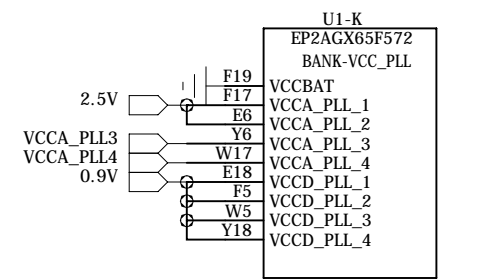 U1-K
EP2AGX65F572
BANK-VCC_PLL
F19 VCCBAT
2.5V F17 VCCA_PLL_1
E6 VCCA_PLL_2
VCCA_PLL3 Y6 VCCA_PLL_3
VCCA_PLL4 W17 VCCA_PLL_4
0.9V E18 VCCD_PLL_1
F5 VCCD_PLL_2
W5 VCCD_PLL_3
Y18 VCCD_PLL_4